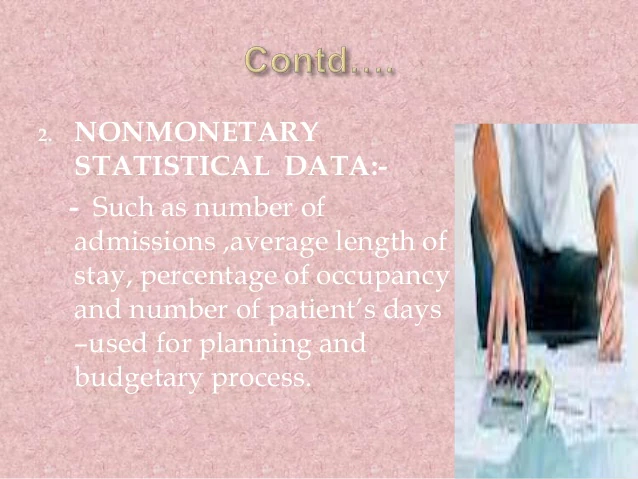 Contd....
2. NONMONETARY
STATISTICAL DATA:-
- Such as number of
admissions ,average length of
stay, percentage of occupancy
and number of patient's days
–used for planning and
budgetary process.